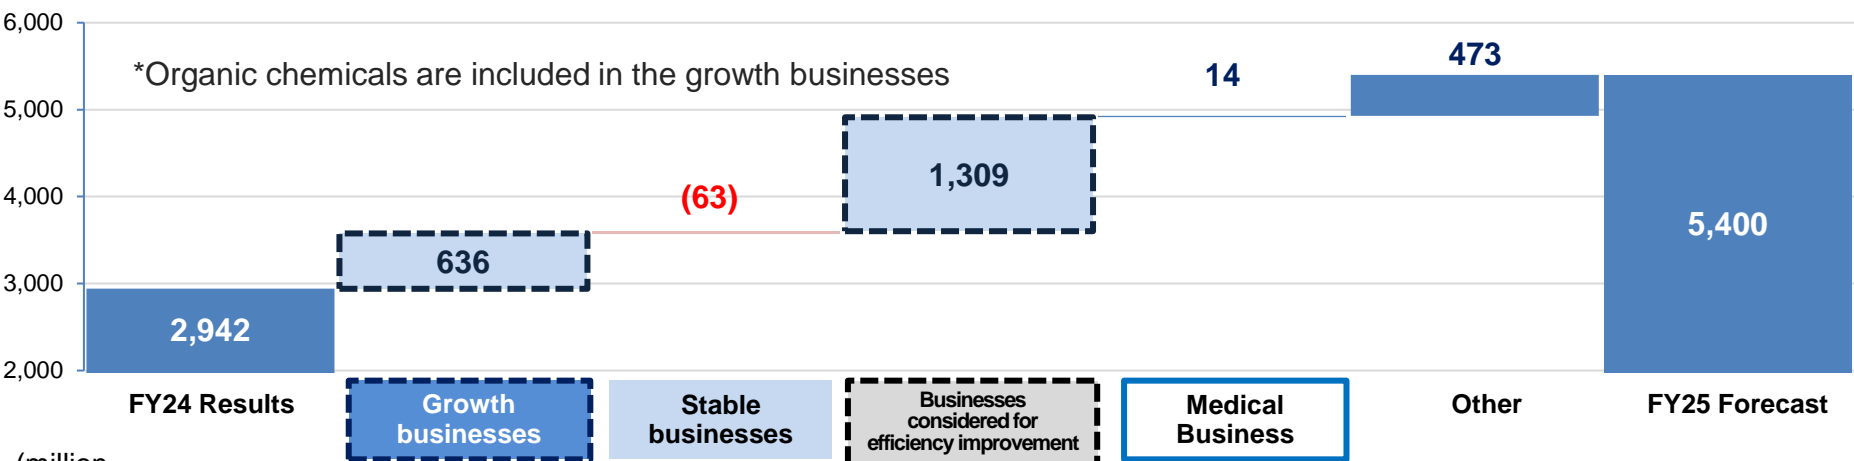 6,000
*Organic chemicals are included in the growth businesses
14
473
5,000
1,309
4,000
(63)
5,400
636
3,000
2,942
2,000
FY24 Results
Growth
businesses
Stable
businesses
Businesses
considered for
efficiency improvement
Medical
Business
Other
FY25 Forecast
(million